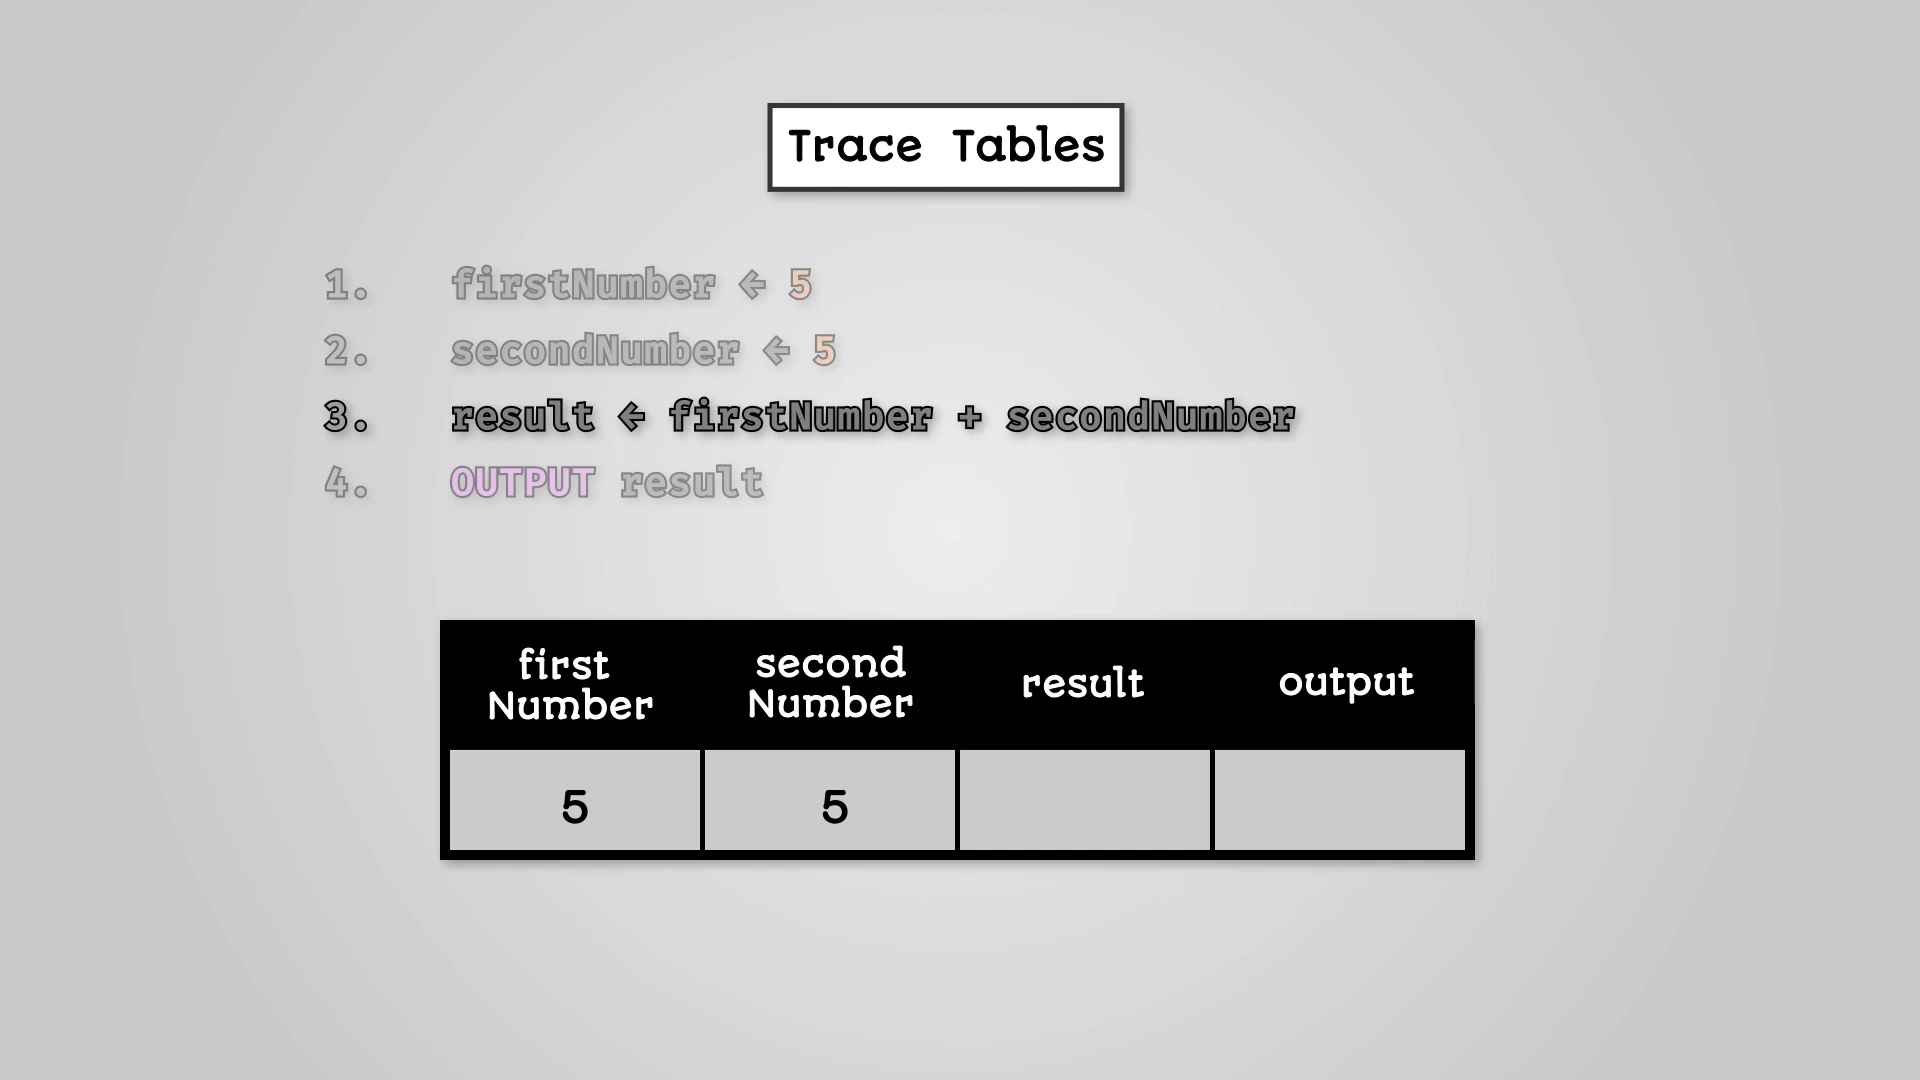 Trace Tables
1. firstNumber ← 5
2. secondNumber ← 5
3. result ← firstNumber + secondNumber
4. OUTPUT result
first Number second Number result output
5 5